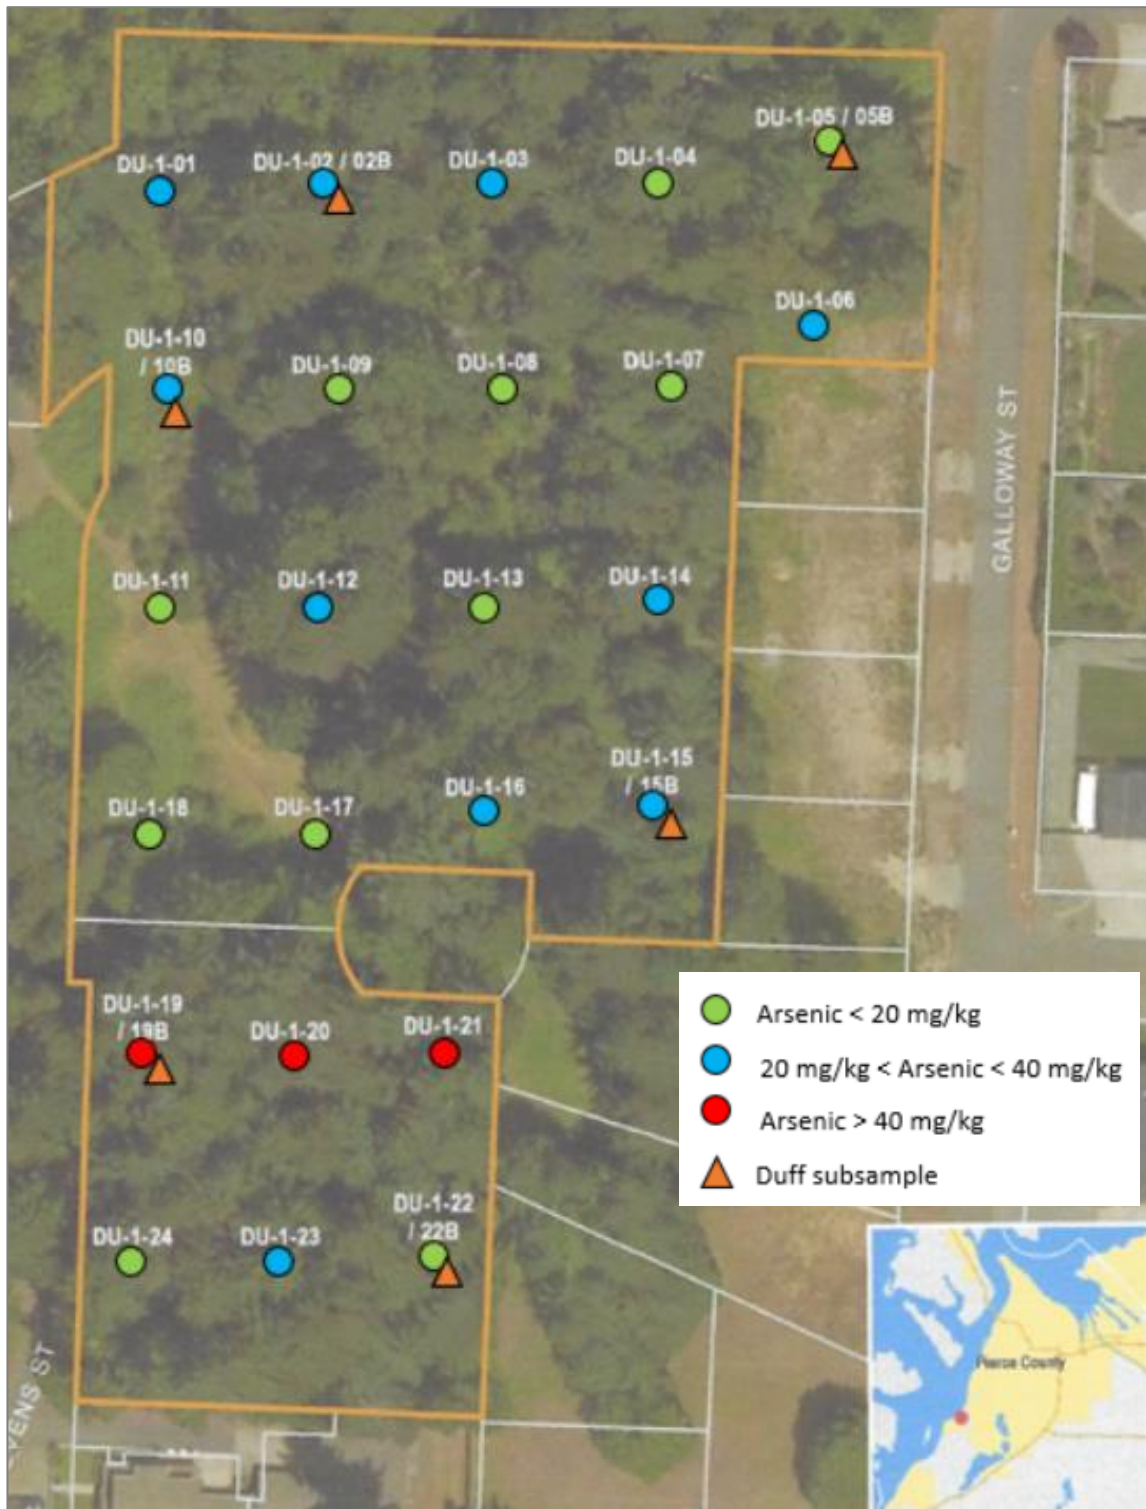 DU-1-05 / 05B
DU-1-01
DU-1-02 / 02B
DU-1-03
DU-1-04
DU-1-06
DU-1-10
/ 10B
DU-1-09
DU-1-08
DU-1-07
GALLOWAY ST
DU-1-11
DU-1-12
DU-1-13
DU-1-14
DU-1-15
/ 15B
DU-1-16
DU-1-17
DU-1-18
DU-1-19
/ 19B
DU-1-20
DU-1-21
Arsenic < 20 mg/kg
20 mg/kg < Arsenic < 40 mg/kg
Arsenic > 40 mg/kg
Duff subsample
DU-1-22
/ 22B
DU-1-24
DU-1-23
Pierce County
YENS ST